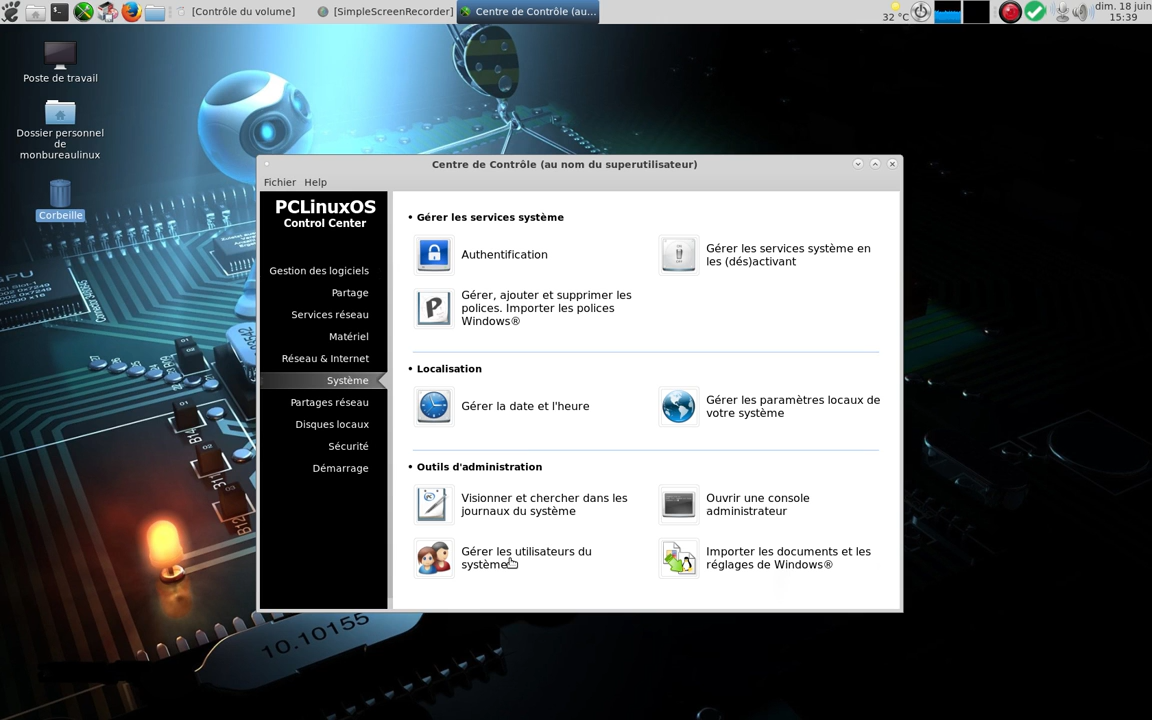 [Contrôle du volume]
[SimpleScreenRecorder]
Centre de Contrôle (au...
32 °C
dim. 18 juin
15:39
Poste de travail
Dossier personnel
de
monbureaulinux
Corbeille
Centre de Contrôle (au nom du superutilisateur)
Fichier Help
PCLinuxOS
Control Center
Gestion des logiciels
Partage
Services réseau
Matériel
Réseau & Internet
Système
Partages réseau
Disques locaux
Sécurité
Démarrage
• Gérer les services système
Authentification
Gérer les services système en
les (dés)activant
Gérer, ajouter et supprimer les
polices. Importer les polices
Windows®
• Localisation
Gérer la date et l'heure
Gérer les paramètres locaux de
votre système
• Outils d'administration
Visionner et chercher dans les
journaux du système
Ouvrir une console
administrateur
Gérer les utilisateurs du
système
Importer les documents et les
réglages de Windows®
10.10155